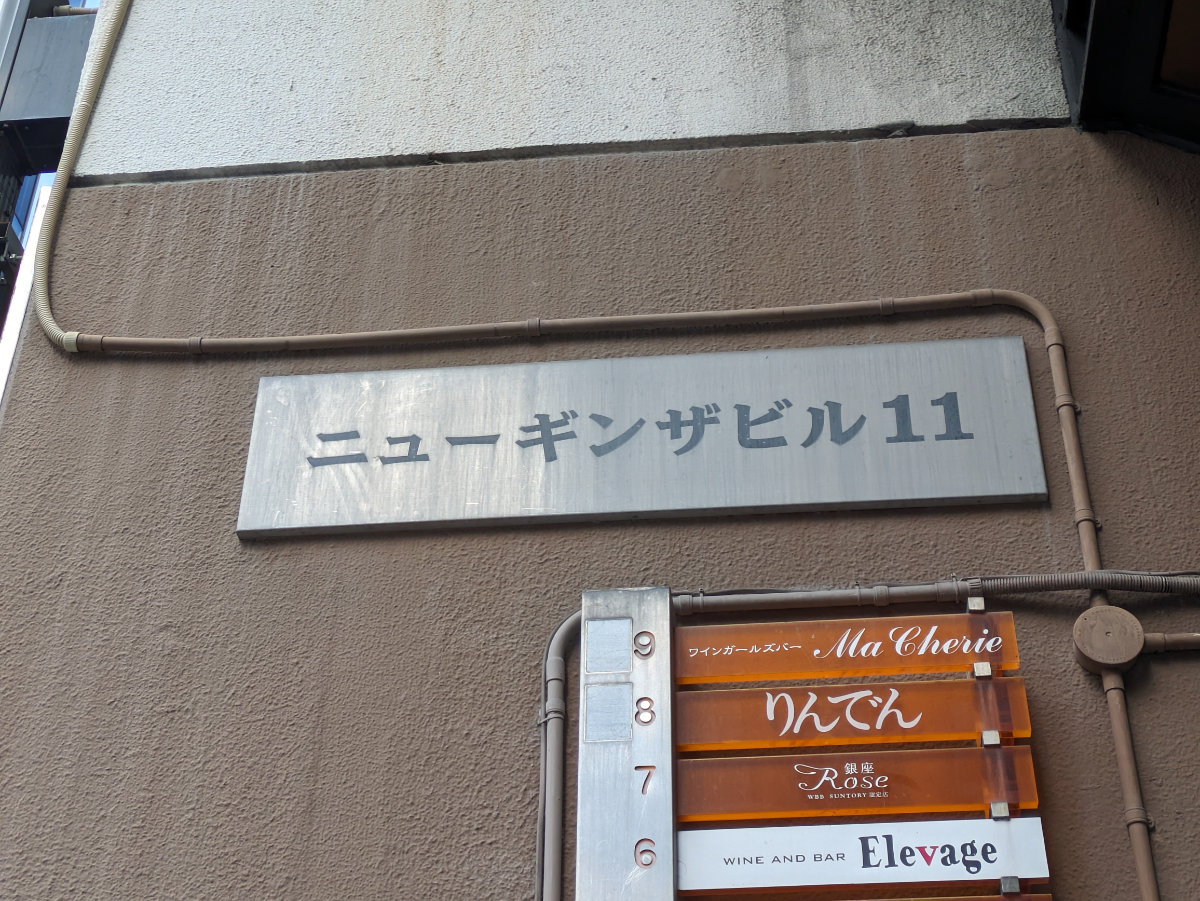 ニューギンザビル11
9 ワインガールズバー Ma Cherie
8 りんでん
7 銀座
Rose
WBB SUNTORY 認定店
6 WINE AND BAR Elevage